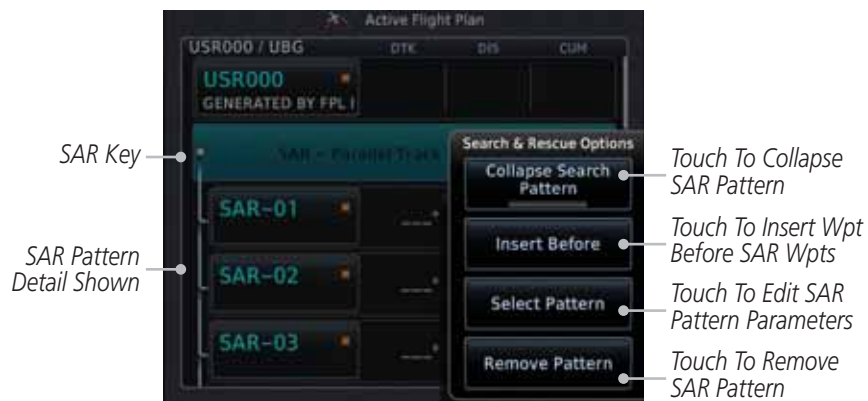 Active Flight Plan
USR000 / UBG DTK DIS CUM
USR000
GENERATED BY FPL I
SAR – Parallel Track
SAR–01
SAR–02
SAR–03
___°
___°
___°
Search & Rescue Options
Collapse Search
Pattern
Insert Before
Select Pattern
Remove Pattern
SAR Key
SAR Pattern
Detail Shown
Touch To Collapse
SAR Pattern
Touch To Insert Wpt
Before SAR Wpts
Touch To Edit SAR
Pattern Parameters
Touch To Remove
SAR Pattern